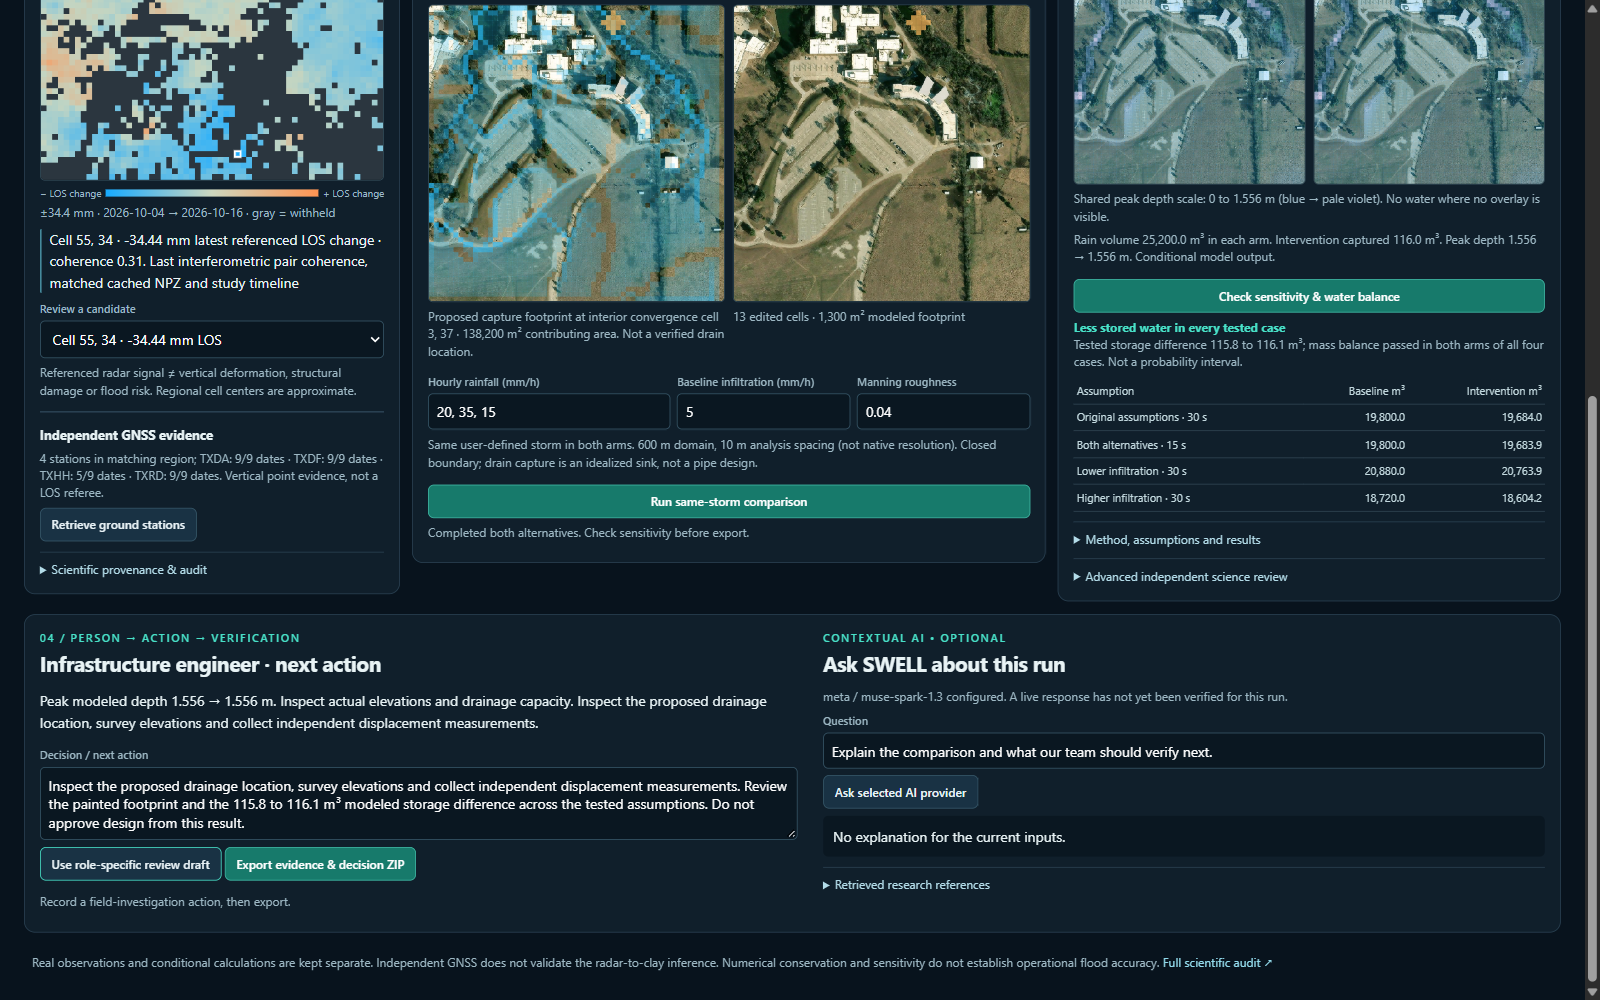 − LOS change + LOS change
±34.4 mm · 2026-10-04 → 2026-10-16 · gray = withheld
Cell 55, 34 · -34.44 mm latest referenced LOS change ·
coherence 0.31. Last interferometric pair coherence,
matched cached NPZ and study timeline
Review a candidate
Cell 55, 34 · -34.44 mm LOS
Referenced radar signal ≠ vertical deformation, structural
damage or flood risk. Regional cell centers are approximate.
Independent GNSS evidence
4 stations in matching region; TXDA: 9/9 dates · TXDF: 9/9 dates ·
TXHH: 5/9 dates · TXRD: 9/9 dates. Vertical point evidence, not a
LOS referee.
Retrieve ground stations
▶ Scientific provenance & audit
Proposed capture footprint at interior convergence cell
3, 37 · 138,200 m² contributing area. Not a verified drain
location.
13 edited cells · 1,300 m² modeled footprint
Hourly rainfall (mm/h) Baseline infiltration (mm/h) Manning roughness
20, 35, 15 5 0.04
Same user-defined storm in both arms. 600 m domain, 10 m analysis spacing (not native resolution). Closed
boundary; drain capture is an idealized sink, not a pipe design.
Run same-storm comparison
Completed both alternatives. Check sensitivity before export.
Shared peak depth scale: 0 to 1.556 m (blue → pale violet). No water where no overlay is
visible.
Rain volume 25,200.0 m³ in each arm. Intervention captured 116.0 m³. Peak depth 1.556
→ 1.556 m. Conditional model output.
Check sensitivity & water balance
Less stored water in every tested case
Tested storage difference 115.8 to 116.1 m³; mass balance passed in both arms of all four
cases. Not a probability interval.
Assumption Baseline m³ Intervention m³
Original assumptions · 30 s 19,800.0 19,684.0
Both alternatives · 15 s 19,800.0 19,683.9
Lower infiltration · 30 s 20,880.0 20,763.9
Higher infiltration · 30 s 18,720.0 18,604.2
▶ Method, assumptions and results
▶ Advanced independent science review
04 / PERSON → ACTION → VERIFICATION
Infrastructure engineer · next action
Peak modeled depth 1.556 → 1.556 m. Inspect actual elevations and drainage capacity. Inspect the proposed drainage
location, survey elevations and collect independent displacement measurements.
Decision / next action
Inspect the proposed drainage location, survey elevations and collect independent displacement measurements. Review
the painted footprint and the 115.8 to 116.1 m³ modeled storage difference across the tested assumptions. Do not
approve design from this result.
Use role-specific review draft Export evidence & decision ZIP
Record a field-investigation action, then export.
CONTEXTUAL AI • OPTIONAL
Ask SWELL about this run
meta / muse-spark-1.3 configured. A live response has not yet been verified for this run.
Question
Explain the comparison and what our team should verify next.
Ask selected AI provider
No explanation for the current inputs.
▶ Retrieved research references
Real observations and conditional calculations are kept separate. Independent GNSS does not validate the radar-to-clay inference. Numerical conservation and sensitivity do not establish operational flood accuracy. Full scientific audit ↗